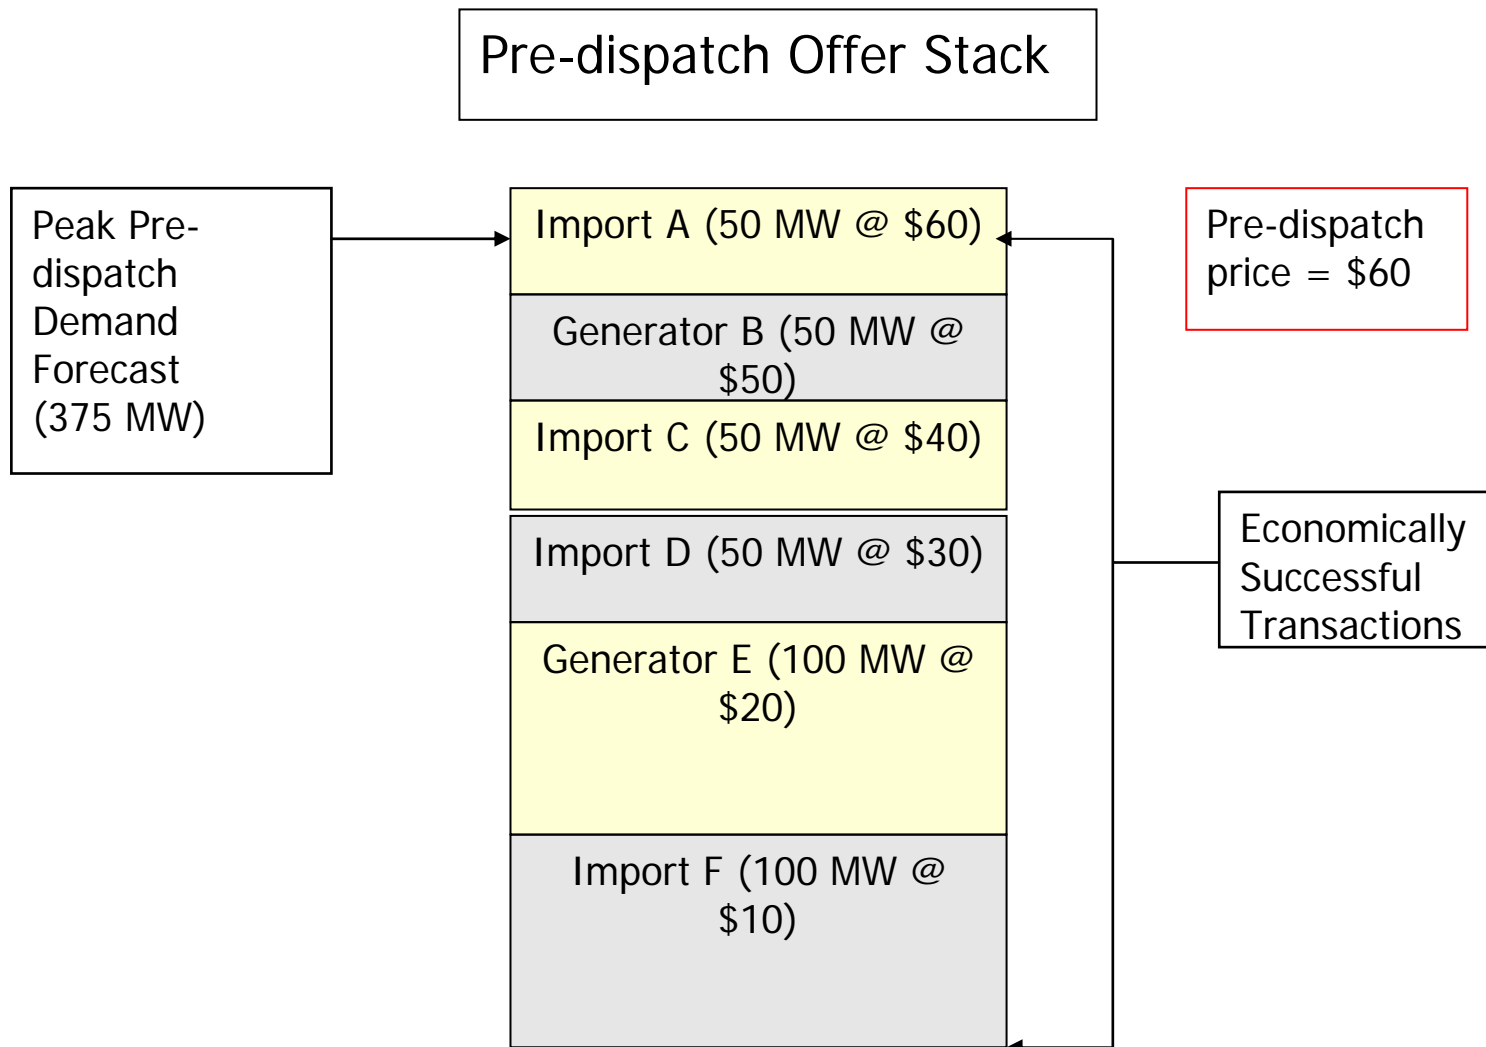 Pre-dispatch Offer Stack
Peak Pre-
dispatch
Demand
Forecast
(375 MW)
Import A (50 MW @ $60)
Generator B (50 MW @
$50)
Import C (50 MW @ $40)
Import D (50 MW @ $30)
Generator E (100 MW @
$20)
Import F (100 MW @
$10)
Pre-dispatch
price = $60
Economically
Successful
Transactions